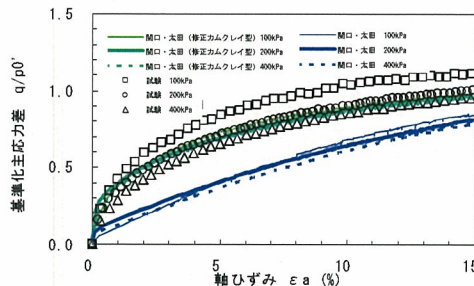 1.5
1.0
0.5
0.0
基準化主応力差 q/p0'
関口・太田(修正カムクレイ型)100kPa
関口・太田(修正カムクレイ型)200kPa
関口・太田(修正カムクレイ型)400kPa
試験 100kPa
試験 200kPa
試験 400kPa
関口・太田 100kPa
関口・太田 200kPa
関口・太田 400kPa
0
5
10
15
軸ひずみ εa (%)